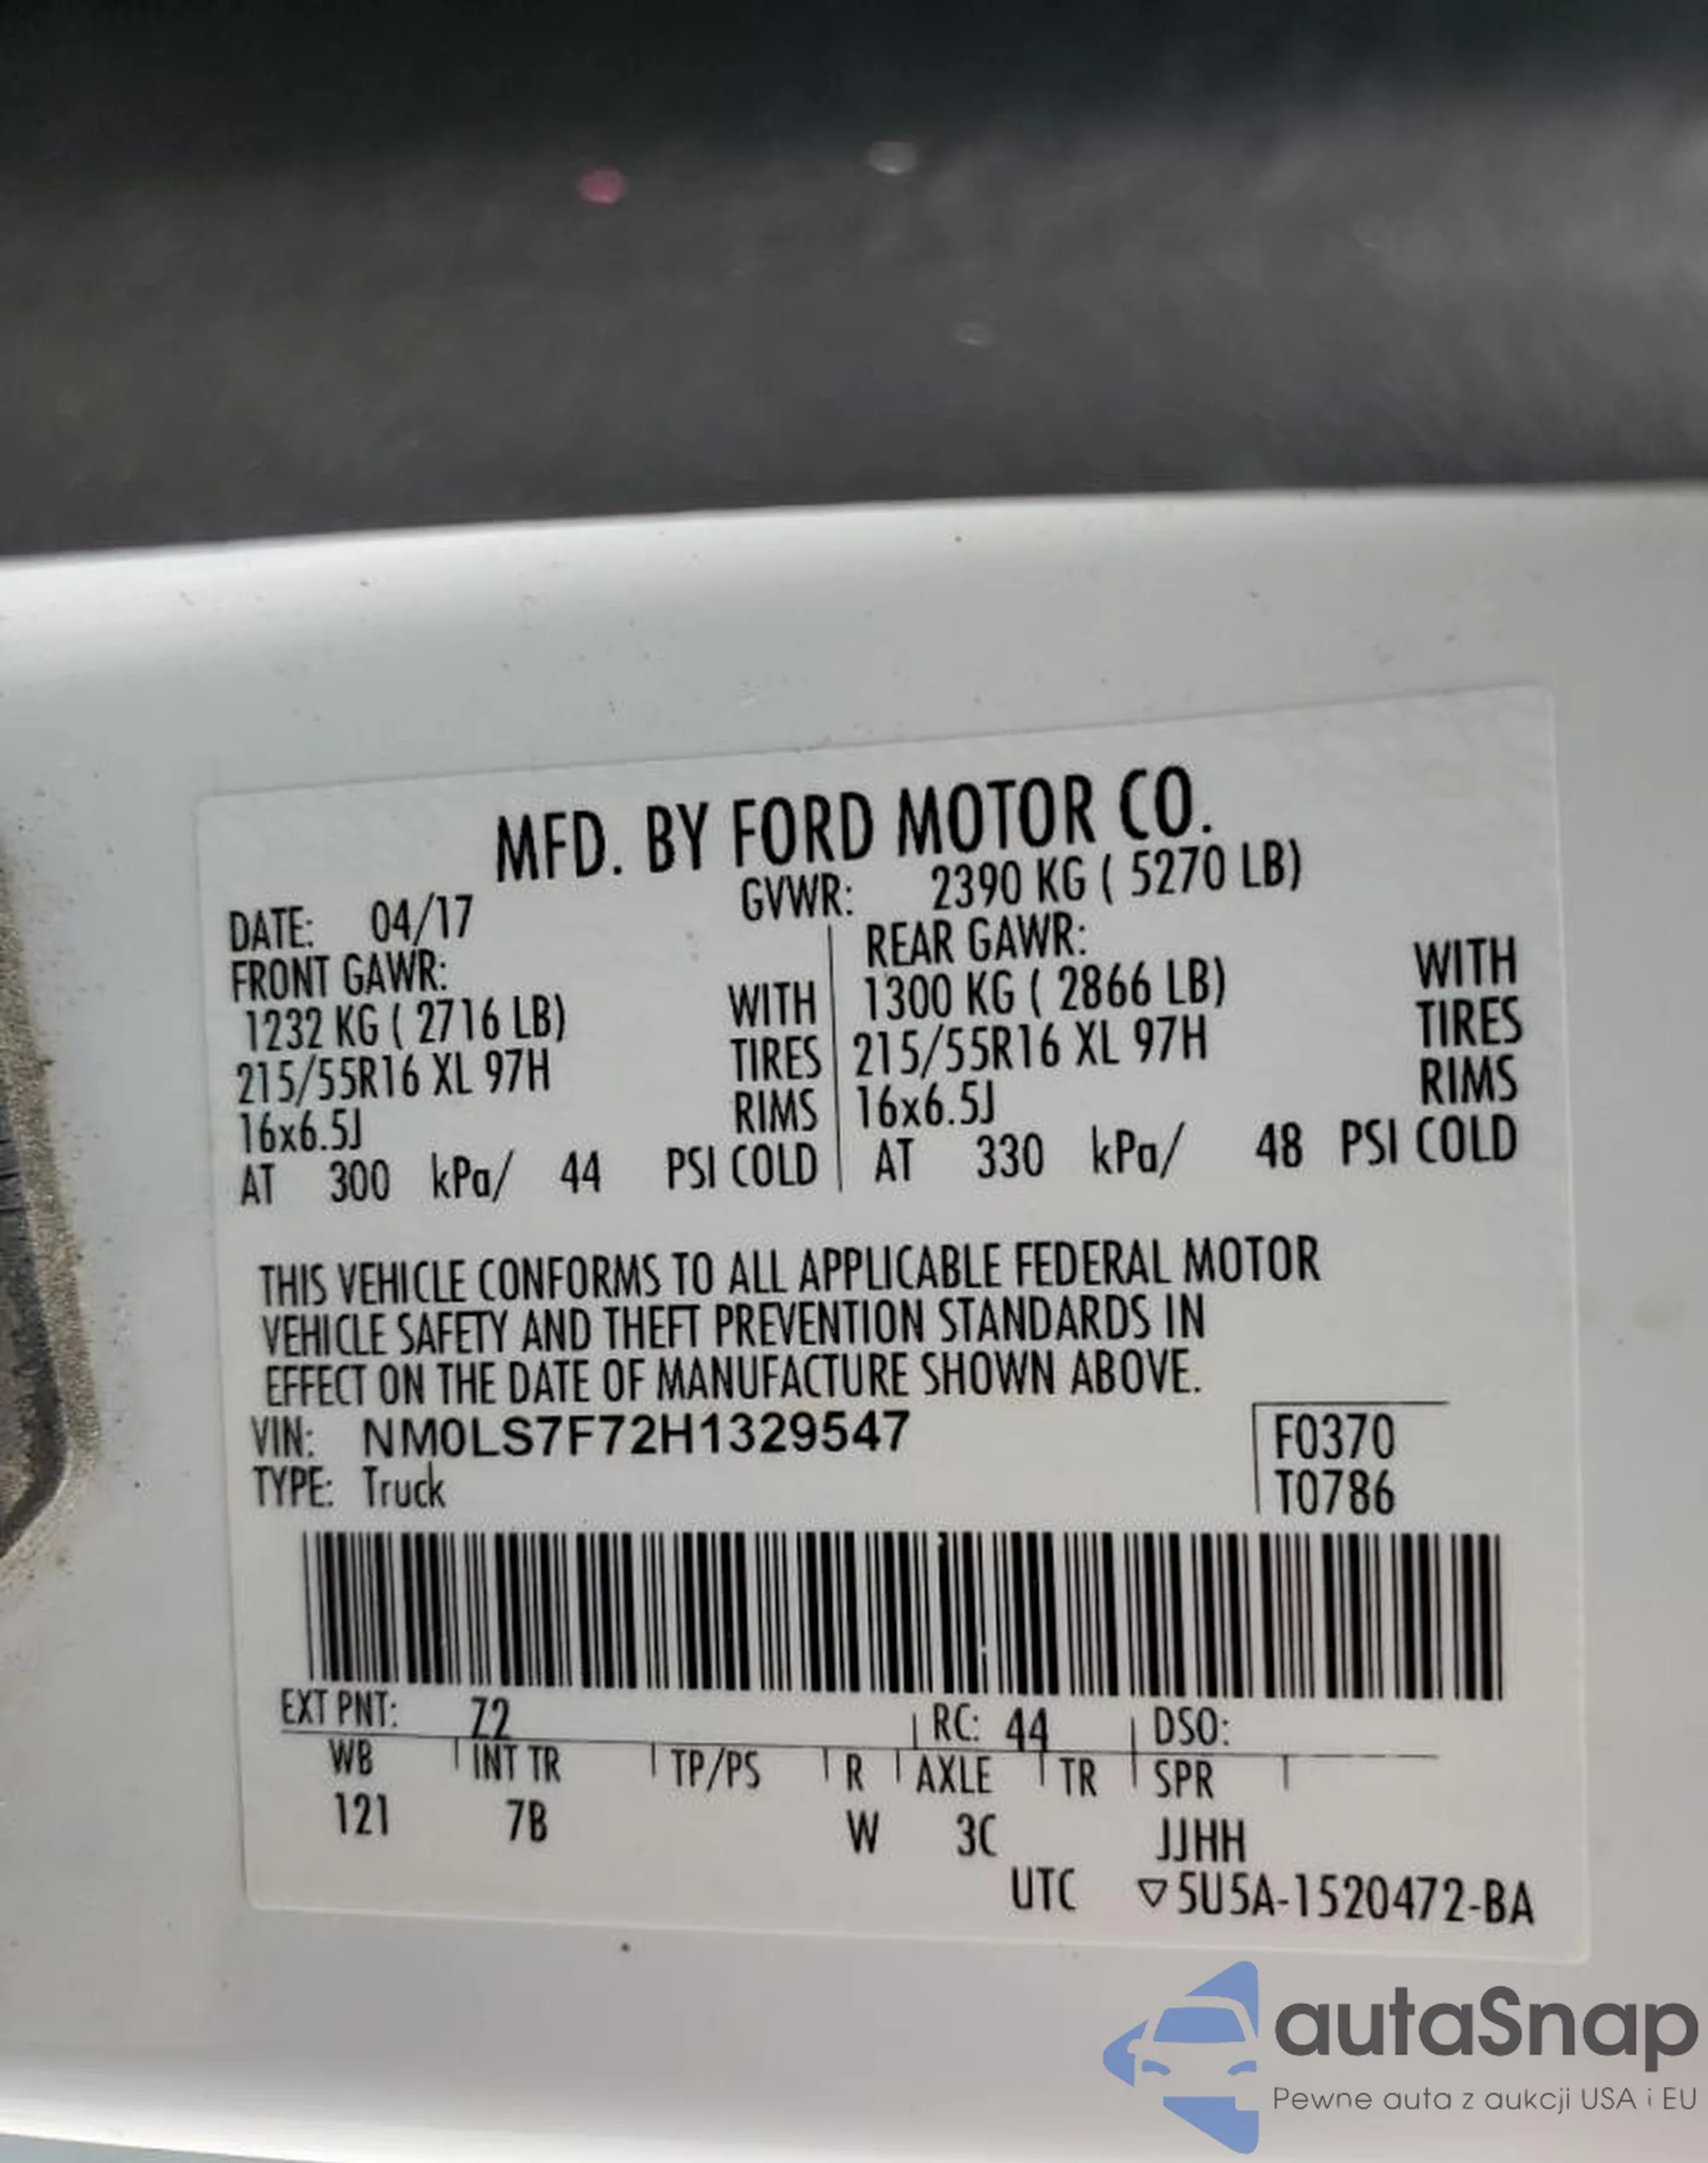 MFD. BY FORD MOTOR CO.
DATE: 04/17 GVWR: 2390 KG ( 5270 LB)
FRONT GAWR: REAR GAWR:
1232 KG ( 2716 LB) WITH 1300 KG ( 2866 LB) WITH
215/55R16 XL 97H TIRES 215/55R16 XL 97H TIRES
16x6.5J RIMS 16x6.5J RIMS
AT 300 kPa/ 44 PSI COLD AT 330 kPa/ 48 PSI COLD
THIS VEHICLE CONFORMS TO ALL APPLICABLE FEDERAL MOTOR
VEHICLE SAFETY AND THEFT PREVENTION STANDARDS IN
EFFECT ON THE DATE OF MANUFACTURE SHOWN ABOVE.
VIN: NM0LS7F72H1329547 F0370
TYPE: Truck T0786
EXT PNT: Z2 RC: 44 DSO:
WB INT TR TP/PS R AXLE TR SPR
121 7B W 3C JJHH
UTC ▽5U5A-1520472-BA
autaSnap
Pewne auta z aukcji USA i EU